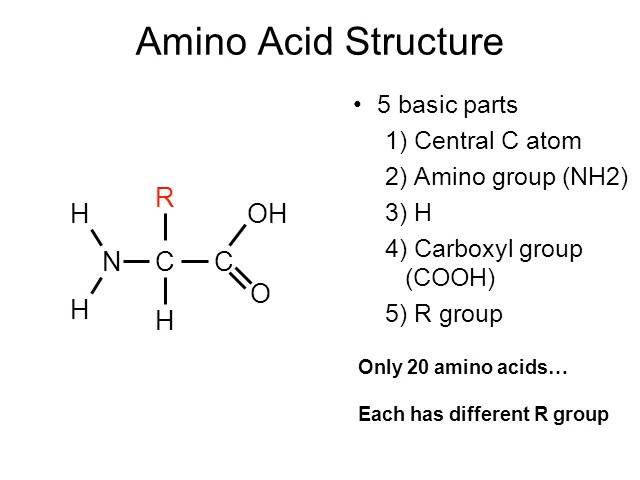 Amino Acid Structure
• 5 basic parts
1) Central C atom
2) Amino group (NH2)
3) H
4) Carboxyl group
(COOH)
5) R group
Only 20 amino acids…
Each has different R group
R
H OH
N C C
O
H
H